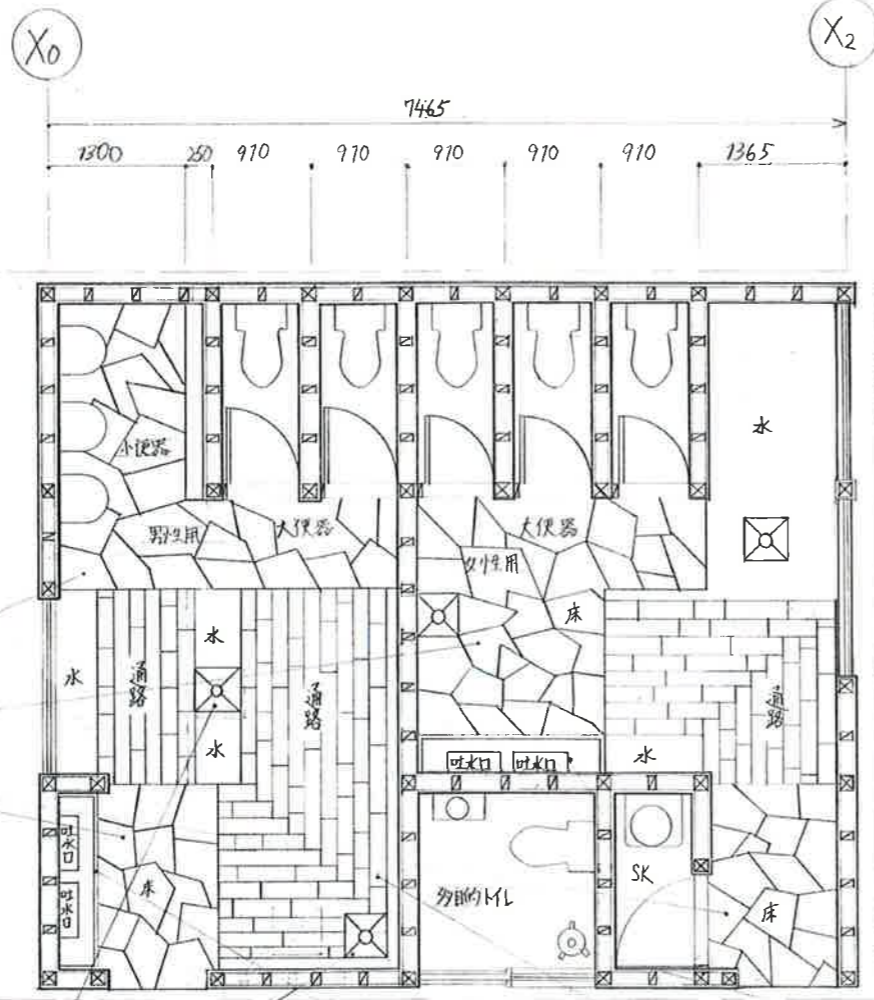 X0
X2
7465
1300
250
910
910
910
910
910
1365
小便器
男性用
大便器
大便器
女性用
床
水
水
水
水
通路
通路
水
通路
吐水口
吐水口
水
吐水口
吐水口
床
多目的トイレ
SK
床